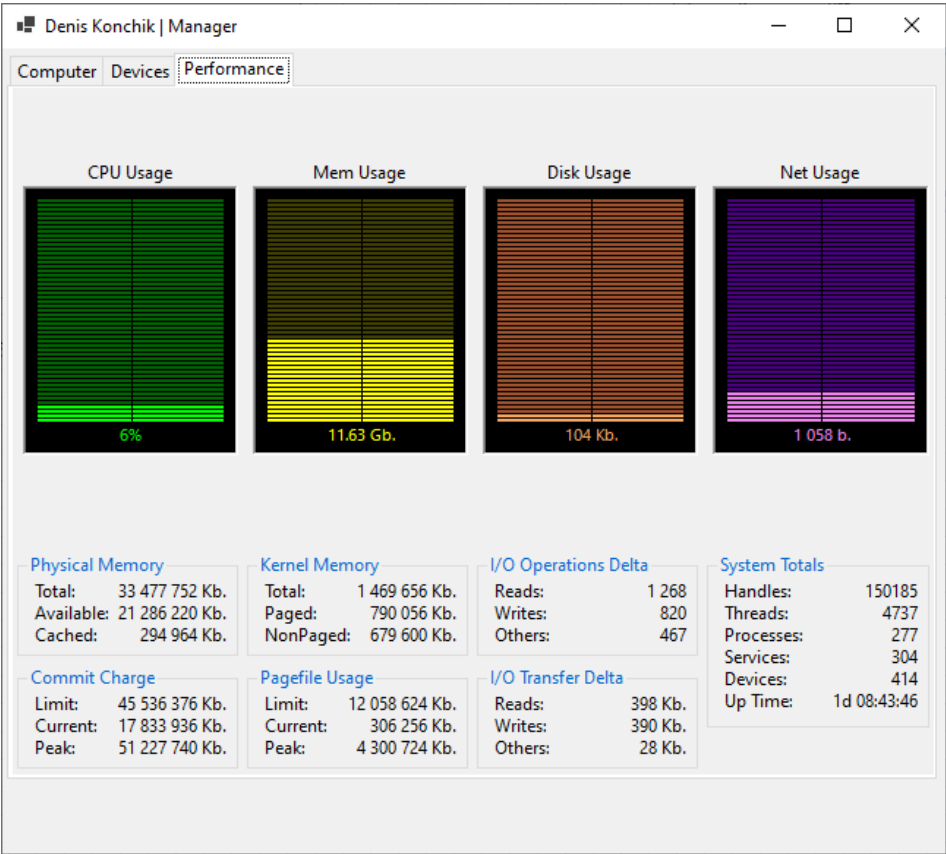 Denis Konchik | Manager
Computer Devices Performance
CPU Usage Mem Usage Disk Usage Net Usage
6% 11.63 Gb. 104 Kb. 1 058 b.
Physical Memory
Total: 33 477 752 Kb.
Available: 21 286 220 Kb.
Cached: 294 964 Kb.
Kernel Memory
Total: 1 469 656 Kb.
Paged: 790 056 Kb.
NonPaged: 679 600 Kb.
I/O Operations Delta
Reads: 1 268
Writes: 820
Others: 467
System Totals
Handles: 150185
Threads: 4737
Processes: 277
Services: 304
Devices: 414
Up Time: 1d 08:43:46
Commit Charge
Limit: 45 536 376 Kb.
Current: 17 833 936 Kb.
Peak: 51 227 740 Kb.
Pagefile Usage
Limit: 12 058 624 Kb.
Current: 306 256 Kb.
Peak: 4 300 724 Kb.
I/O Transfer Delta
Reads: 398 Kb.
Writes: 390 Kb.
Others: 28 Kb.